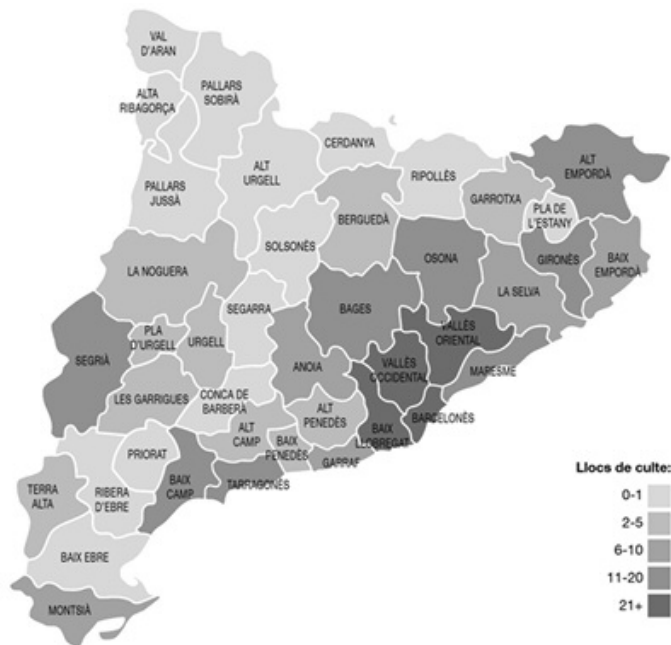 VAL
D'ARAN
PALLARS
SOBIRÀ
ALTA
RIBAGORÇA
CERDANYA
ALT
URGELL
RIPOLLÈS
ALT
EMPORDÀ
PALLARS
JUSSÀ
GARROTXA
PLA DE
L'ESTANY
BERGUEDÀ
SOLSONÈS
LA NOGUERA
OSONA
GIRONÈS
BAIX
EMPORDÀ
LA SELVA
SEGARRA
BAGES
PLA
D'URGELL
URGELL
VALLÈS
ORIENTAL
SEGRIÀ
ANOIA
VALLÈS
OCCIDENTAL
MARESME
LES GARRIGUES
CONCA DE
BARBERÀ
ALT
PENEDÈS
BARCELONÈS
ALT
CAMP
BAIX
LLOBREGAT
BAIX
PENEDÈS
PRIORAT
GARRAF
BAIX
CAMP
TARRAGONÈS
TERRA
ALTA
RIBERA
D'EBRE
BAIX EBRE
MONTSIÀ
Llocs de culte:
0-1
2-5
6-10
11-20
21+